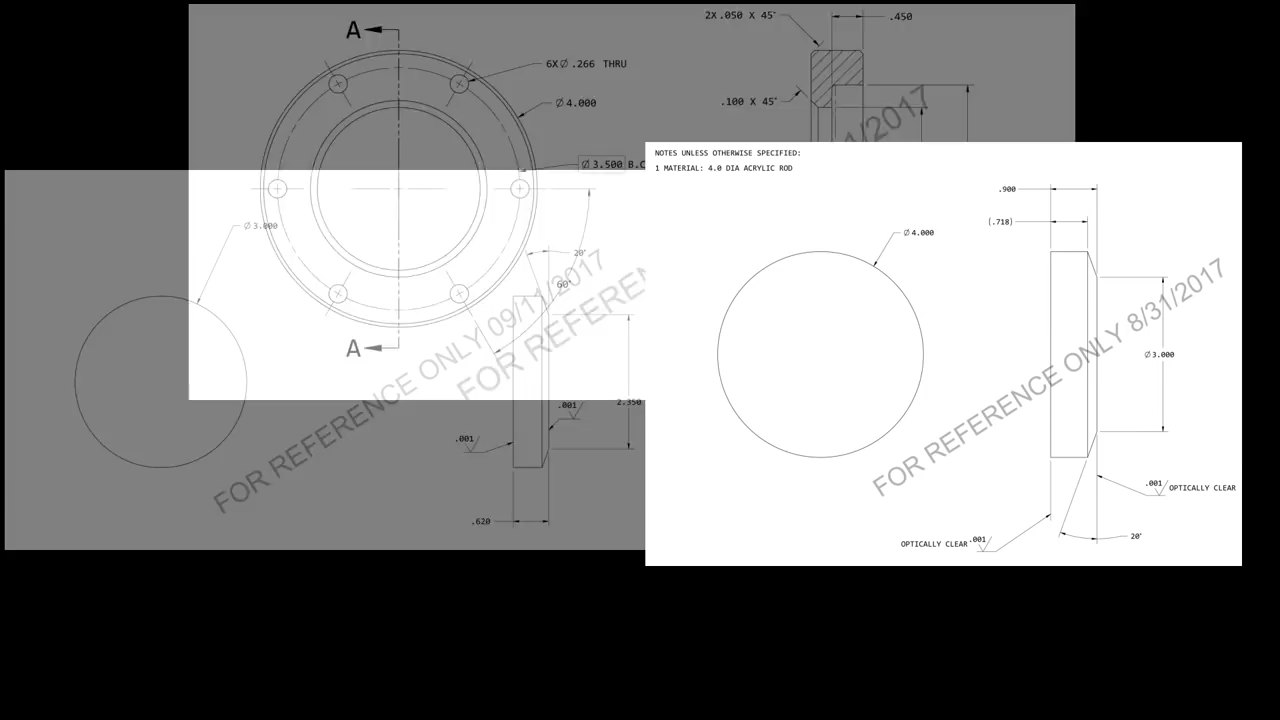 A
2X .050 X 45°
.450
6X Ø .266 THRU
Ø 4.000
.100 X 45°
Ø 3.500 B.C
Ø 3.000
20°
60°
A
2.350
.001
.001
.620
FOR REFERENCE ONLY 09/11/2017
FOR REFEREN
1/2017
NOTES UNLESS OTHERWISE SPECIFIED:
1 MATERIAL: 4.0 DIA ACRYLIC ROD
.900
(.718)
Ø 4.000
Ø 3.000
FOR REFERENCE ONLY 8/31/2017
.001
OPTICALLY CLEAR
OPTICALLY CLEAR
.001
20°